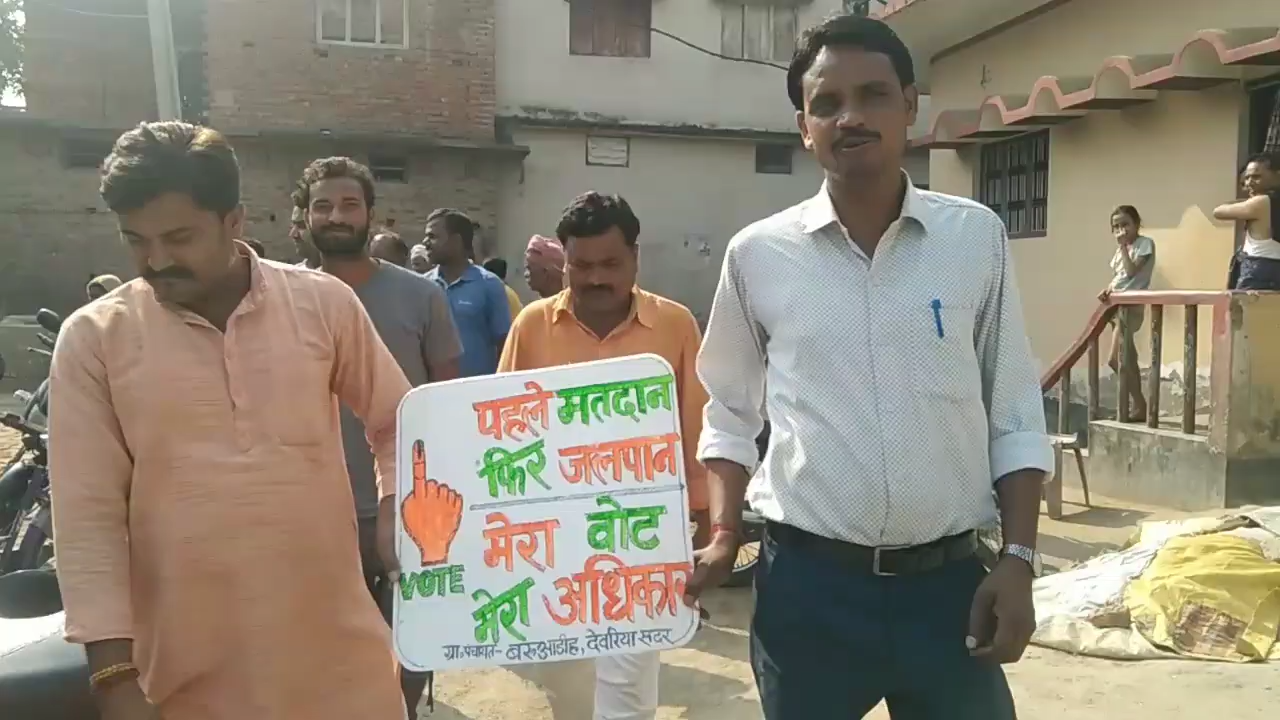 पहले मतदान
फिर जलपान
मेरा वोट
मेरा अधिकार
VOTE
ग्रा.पंचायत- बरुआडीह, देवरिया सदर